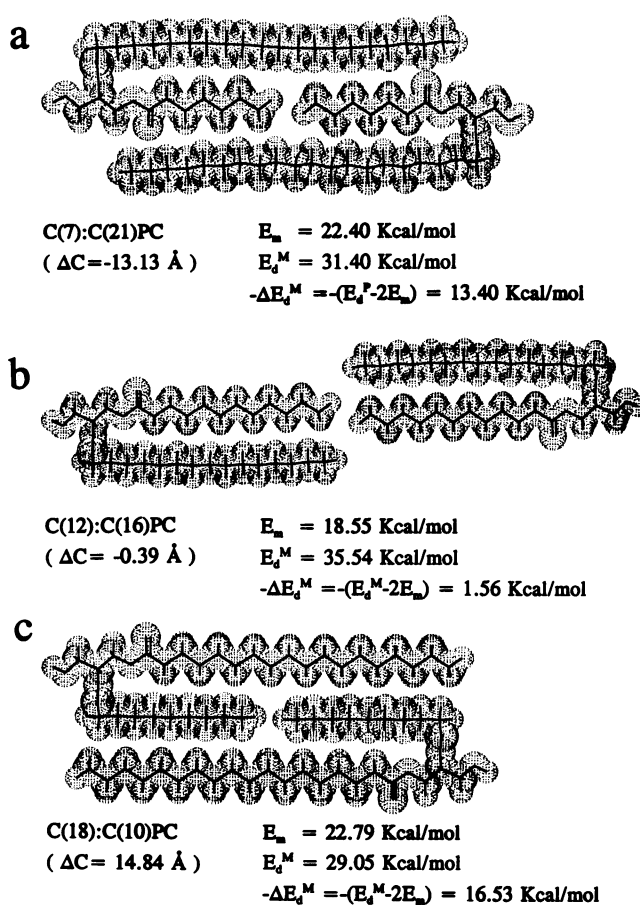 a
C(7):C(21)PC
E_m = 22.40 Kcal/mol
( ΔC=-13.13 Å )
E_d^M = 31.40 Kcal/mol
-ΔE_d^M =-(E_d^P-2E_m) = 13.40 Kcal/mol
b
C(12):C(16)PC
E_m = 18.55 Kcal/mol
( ΔC= -0.39 Å )
E_d^M = 35.54 Kcal/mol
-ΔE_d^M =-(E_d^M-2E_m) = 1.56 Kcal/mol
c
C(18):C(10)PC
E_m = 22.79 Kcal/mol
( ΔC= 14.84 Å )
E_d^M = 29.05 Kcal/mol
-ΔE_d^M =-(E_d^M-2E_m) = 16.53 Kcal/mol